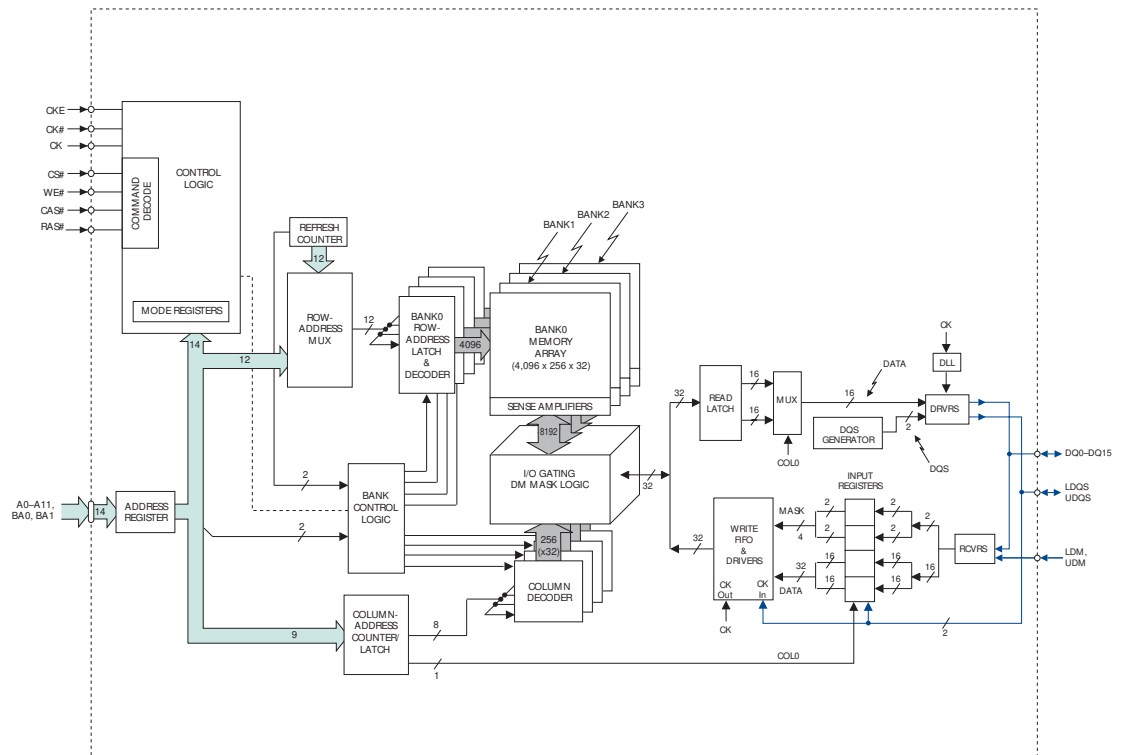 CKE
CK#
CK
CS#
WE#
CAS#
RAS#
COMMAND
DECODE
CONTROL
LOGIC
MODE REGISTERS
REFRESH
COUNTER
12
ROW-
ADDRESS
MUX
12
14
12
BANK0
ROW-
ADDRESS
LATCH
&
DECODER
4096
BANK1
BANK2
BANK3
BANK0
MEMORY
ARRAY
(4,096 x 256 x 32)
SENSE AMPLIFIERS
8192
I/O GATING
DM MASK LOGIC
32
256
(x32)
COLUMN
DECODER
2
2
BANK
CONTROL
LOGIC
A0–A11,
BA0, BA1
14
ADDRESS
REGISTER
9
COLUMN-
ADDRESS
COUNTER/
LATCH
8
1
COL0
32
READ
LATCH
16
16
MUX
COL0
16
DATA
DQS
GENERATOR
2
DQS
CK
DLL
DRVRS
DQ0–DQ15
LDQS
UDQS
LDM,
UDM
RCVRS
INPUT
REGISTERS
32
WRITE
FIFO
&
DRIVERS
CK
Out
CK
In
CK
MASK
4
32
DATA
2
2
16
16
2
2
16
16
2
16
2